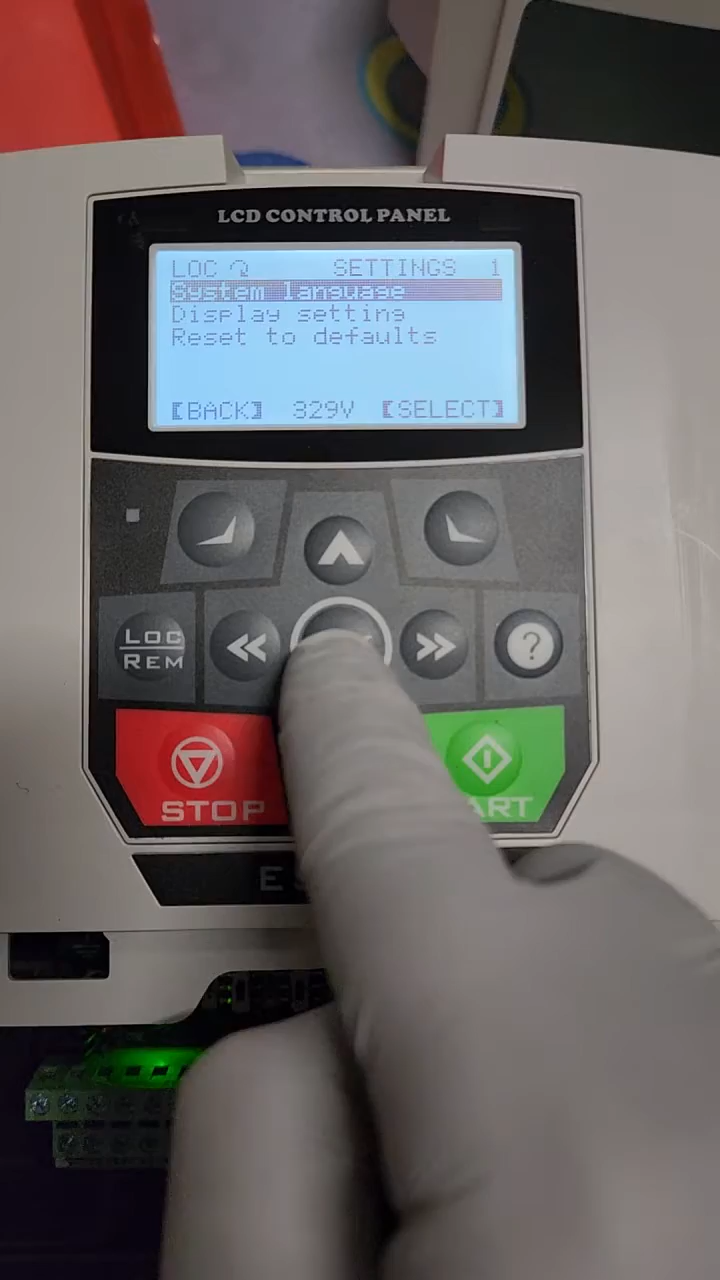 LCD CONTROL PANEL
LOC SETTINGS 1
System language
Display setting
Reset to defaults
[BACK] 329V [SELECT]
LOC
REM
?
STOP
ART